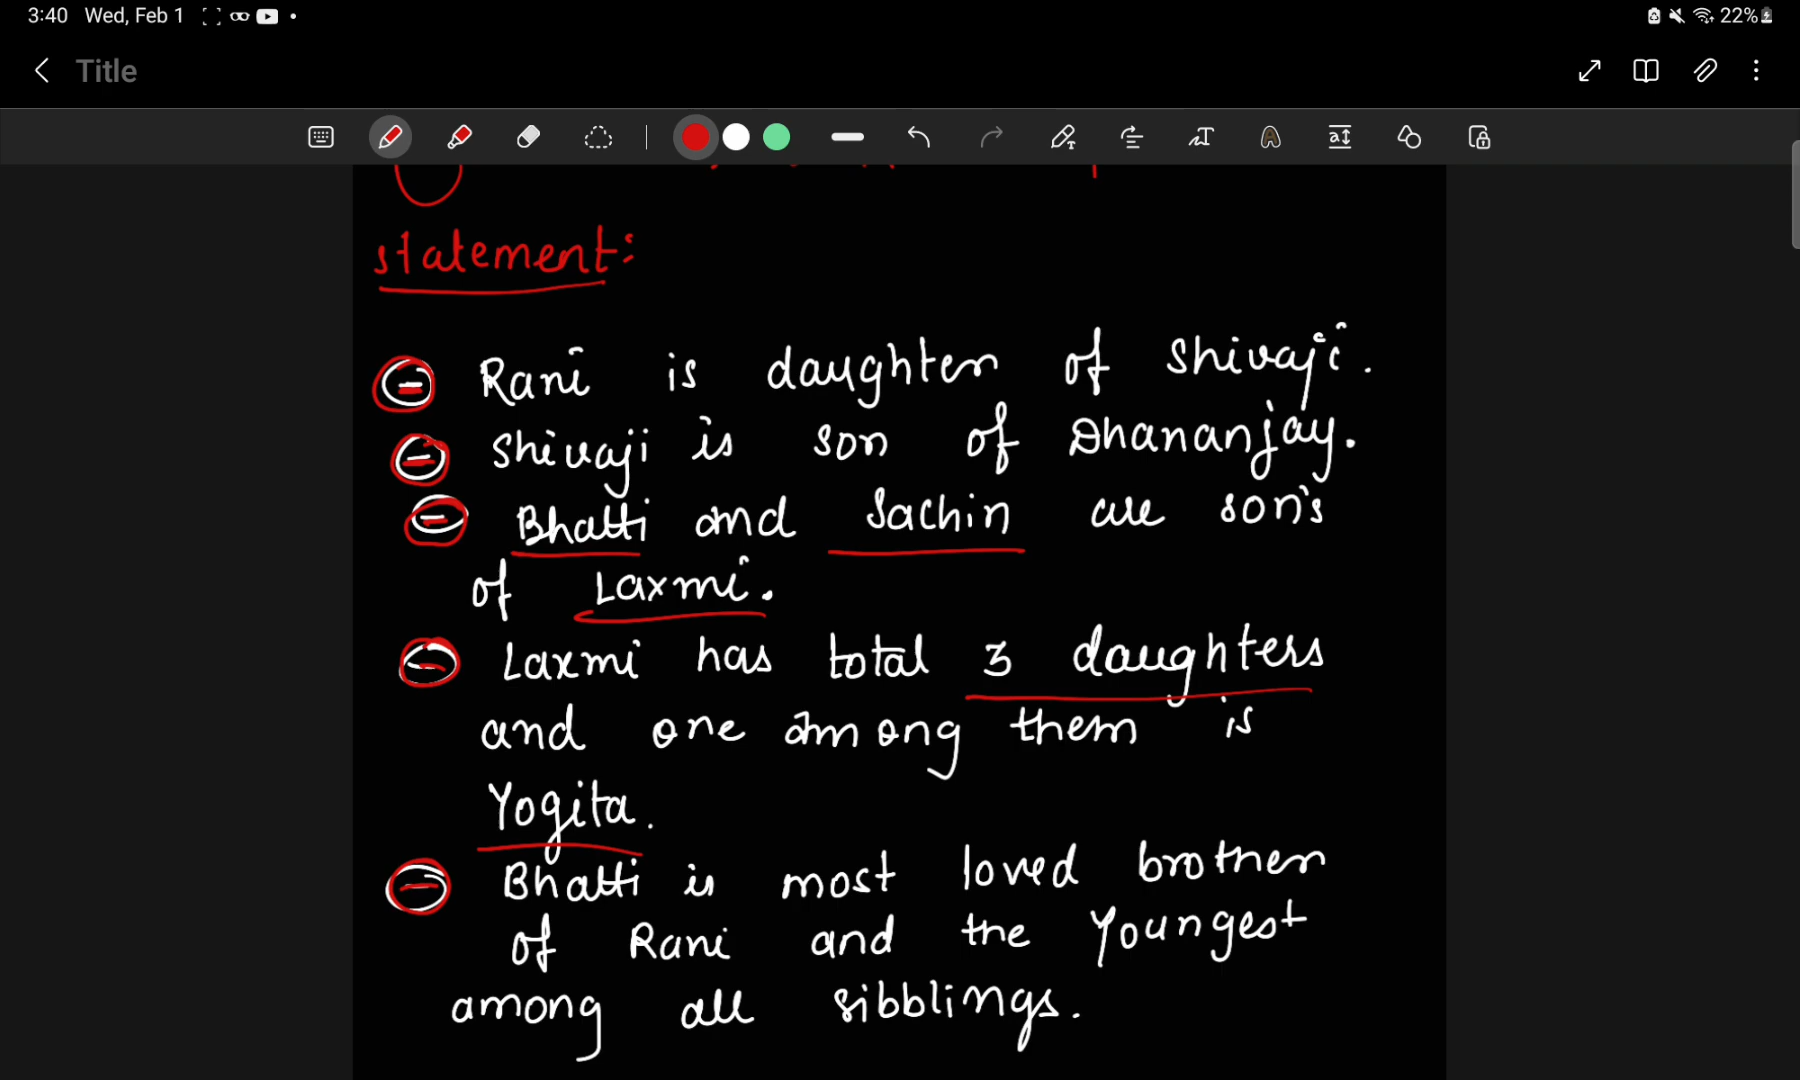 3:40 Wed, Feb 1 22%
Title
statement:
Rani is daughter of Shivaji.
Shivaji is son of Dhananjay.
Bhatti and Sachin are son's
of Laxmi.
Laxmi has total 3 daughters
and one among them is
Yogita.
Bhatti is most loved brother
of Rani and the Youngest
among all sibblings.